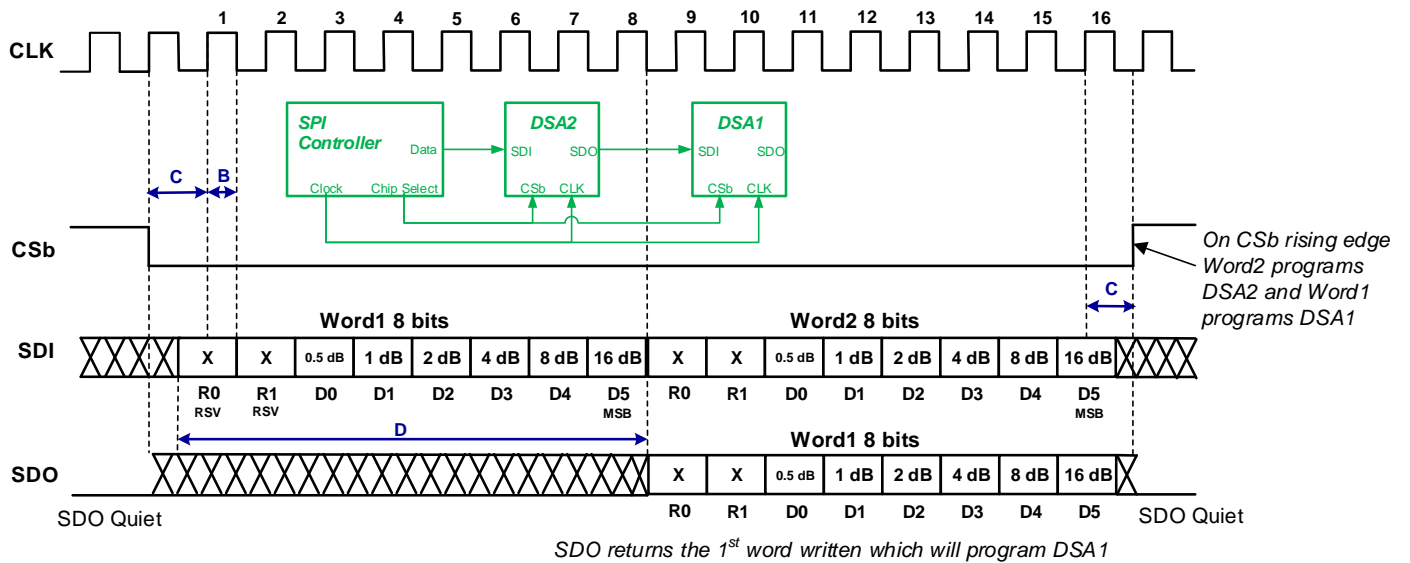 1 2 3 4 5 6 7 8 9 10 11 12 13 14 15 16
CLK
SPI Controller
Data
Clock
Chip Select
DSA2
SDI SDO
CSb CLK
DSA1
SDI SDO
CSb CLK
C B
CSb
On CSb rising edge
Word2 programs
DSA2 and Word1
programs DSA1
C
Word1 8 bits Word2 8 bits
SDI
X X 0.5 dB 1 dB 2 dB 4 dB 8 dB 16 dB X X 0.5 dB 1 dB 2 dB 4 dB 8 dB 16 dB
R0 R1 D0 D1 D2 D3 D4 D5 R0 R1 D0 D1 D2 D3 D4 D5
RSV RSV MSB MSB
D
Word1 8 bits
SDO
X X 0.5 dB 1 dB 2 dB 4 dB 8 dB 16 dB
R0 R1 D0 D1 D2 D3 D4 D5
SDO Quiet SDO Quiet
SDO returns the 1st word written which will program DSA1